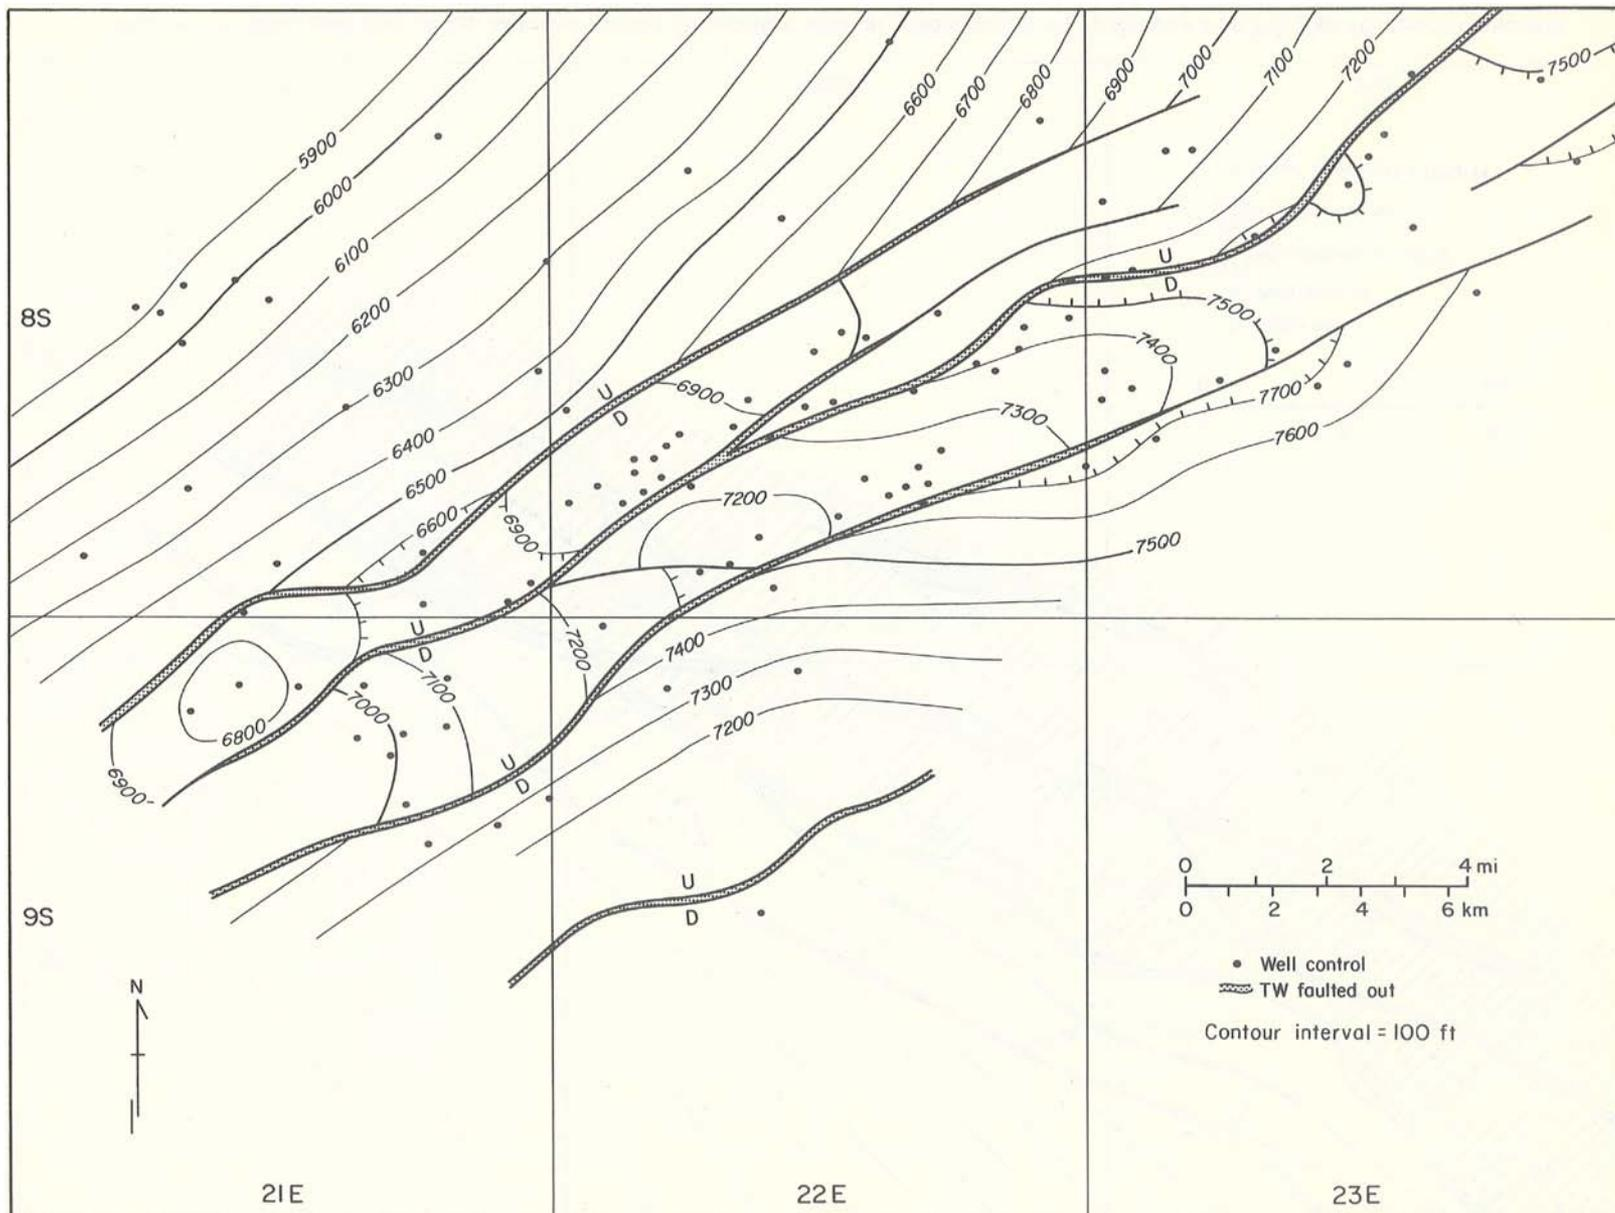 5900
6000
6100
6200
6300
6400
6500
6600
6600
6700
6800
6900
7000
7100
7200
7500
8S
U
D
U
D
6900
7500
7400
7300
7700
7600
7200
6900
7500
7200
7400
7300
7200
U
D
7100
7000
6800
6900
U
D
U
D
9S
0 2 4 mi
0 2 4 6 km
Well control
TW faulted out
Contour interval = 100 ft
N
21E
22E
23E